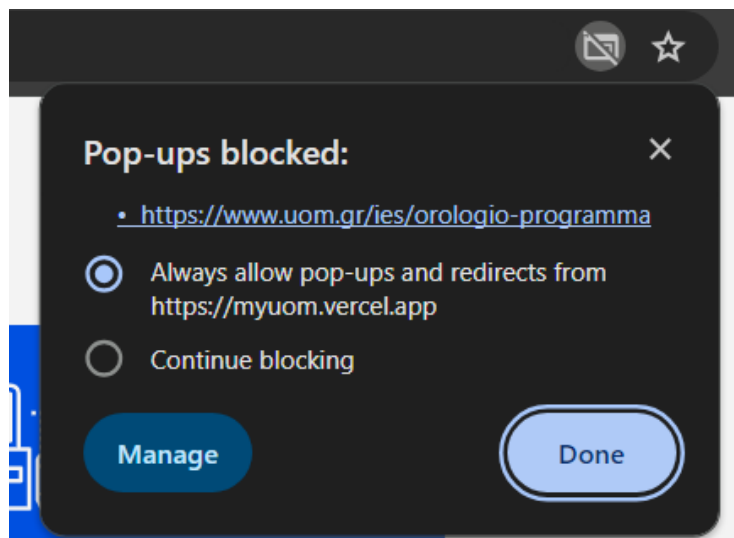 Pop-ups blocked:
• https://www.uom.gr/ies/orologio-programma
Always allow pop-ups and redirects from
https://myuom.vercel.app
Continue blocking
Manage
Done